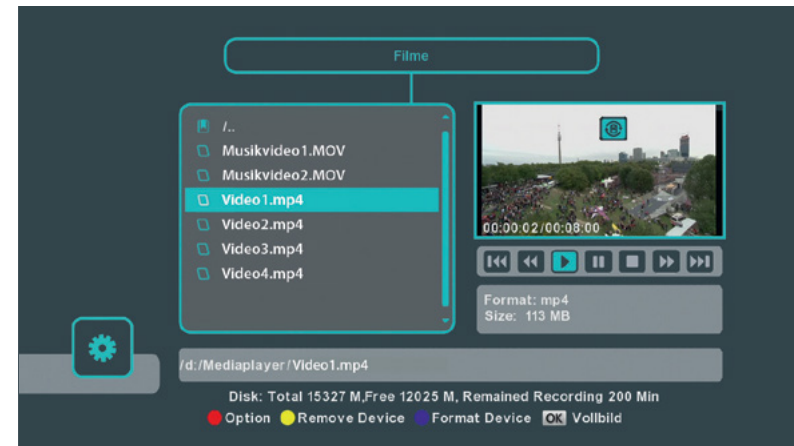 Filme
/..
Musikvideo1.MOV
Musikvideo2.MOV
Video1.mp4
Video2.mp4
Video3.mp4
Video4.mp4
00:00:02/00:08:00
Format: mp4
Size: 113 MB
/d:/Mediaplayer/Video1.mp4
Disk: Total 15327 M,Free 12025 M, Remained Recording 200 Min
Option Remove Device Format Device OK Vollbild